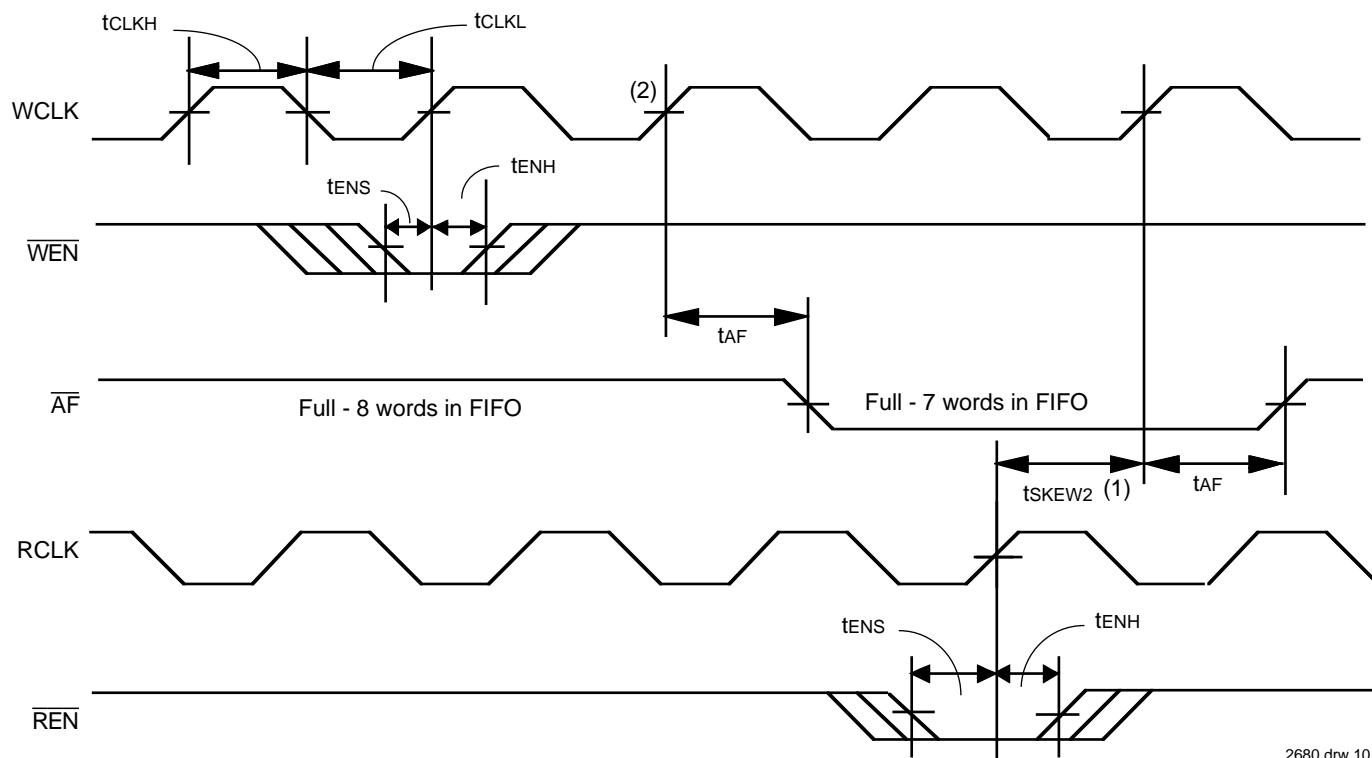 tCLKH
tCLKL
WCLK
(2)
tENS
tENH
WEN
tAF
AF
Full - 8 words in FIFO
Full - 7 words in FIFO
tSKEW2 (1)
tAF
RCLK
tENS
tENH
REN
2680 drw 10